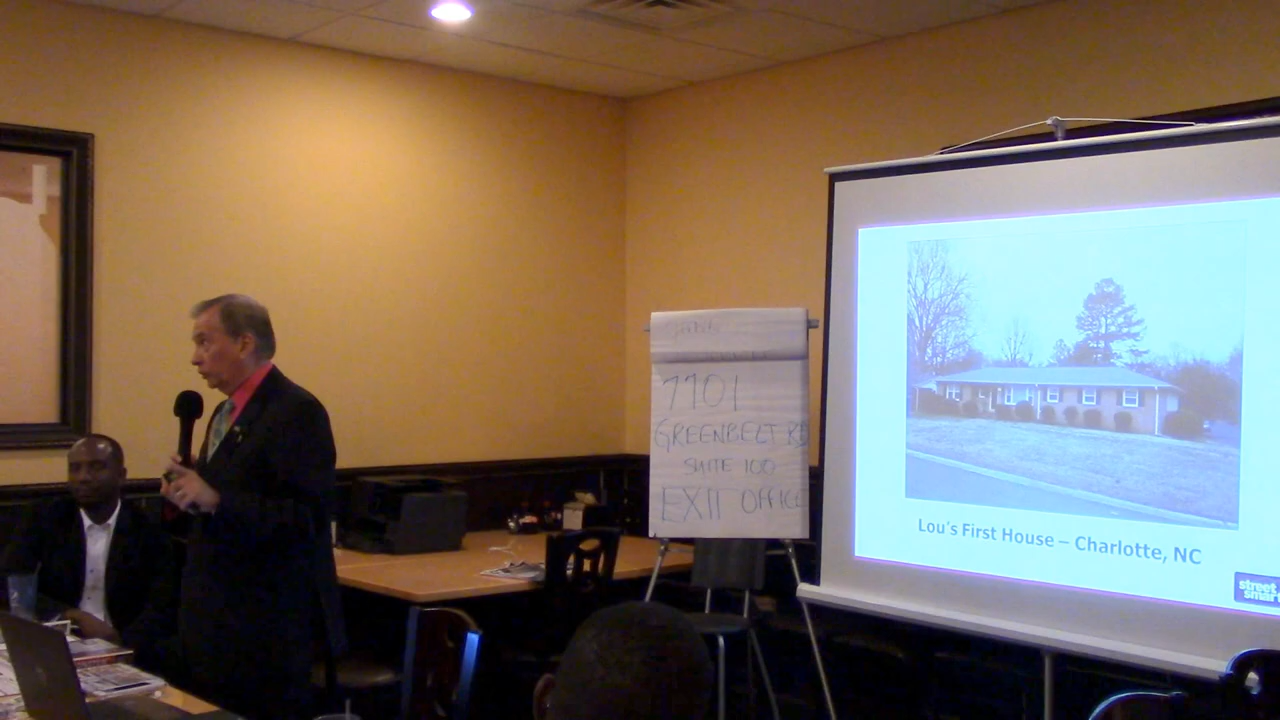 7701
GREENBELT RD
SUITE 100
EXIT OFFICE
Lou's First House – Charlotte, NC
street
smart